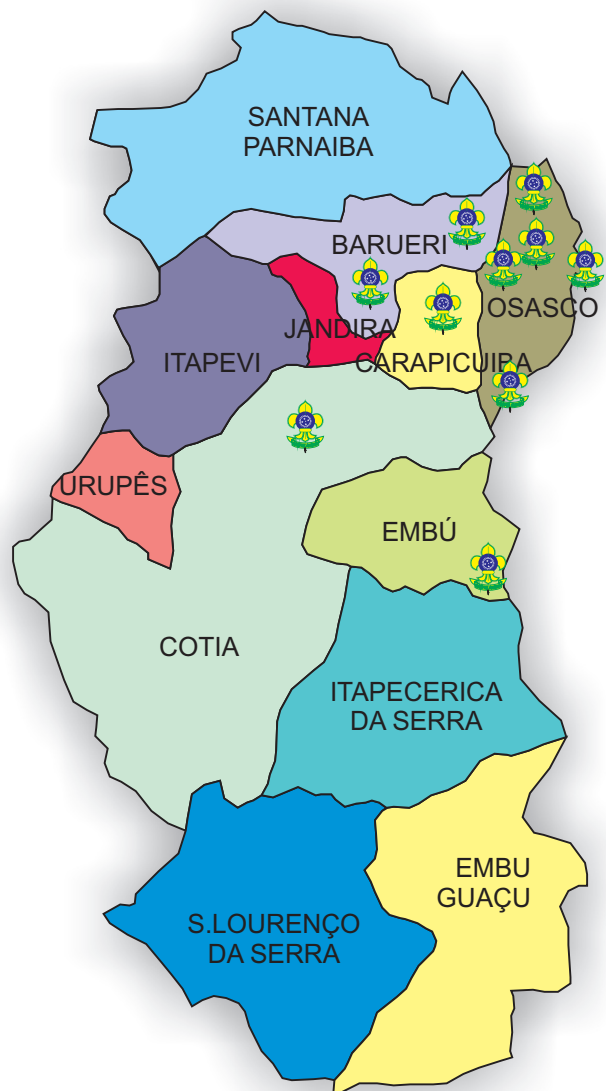 SANTANA
PARNAIBA
BARUERI
OSASCO
JANDIRA
ITAPEVI
CARAPICUIBA
URUPÊS
EMBÚ
COTIA
ITAPECERICA
DA SERRA
EMBU
GUAÇU
S.LOURENÇO
DA SERRA